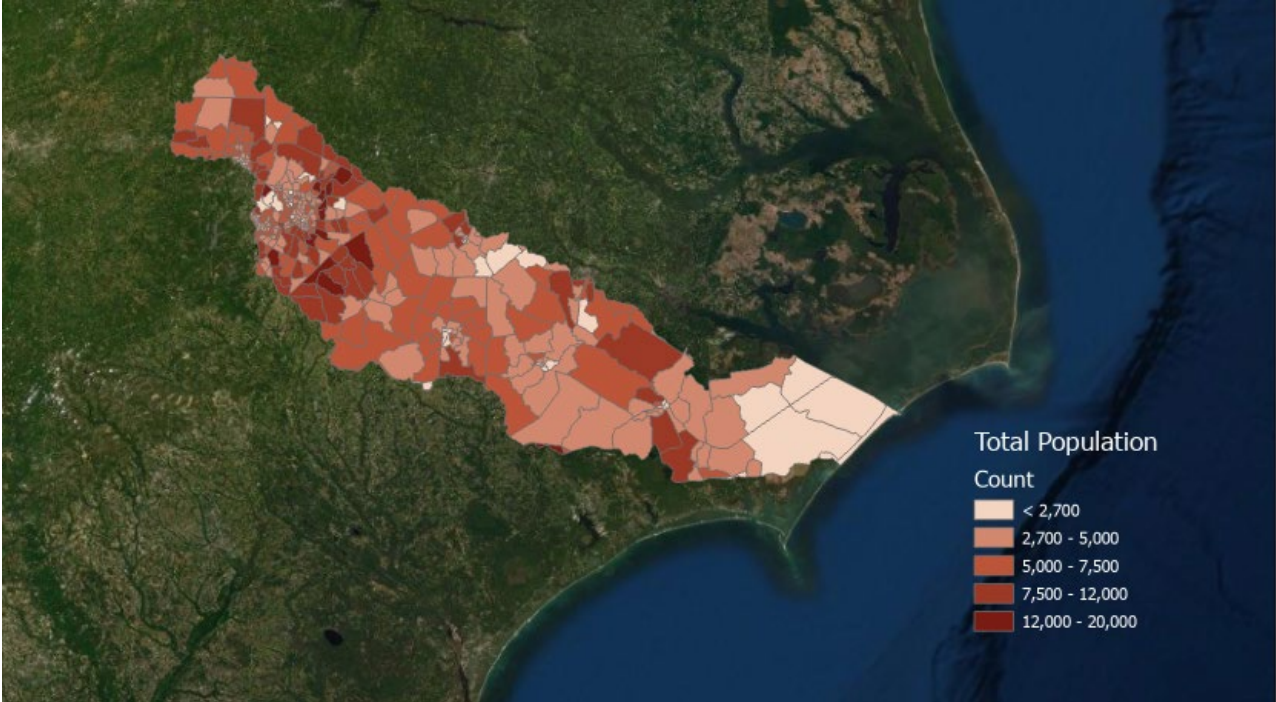 Total Population
Count
< 2,700
2,700 - 5,000
5,000 - 7,500
7,500 - 12,000
12,000 - 20,000